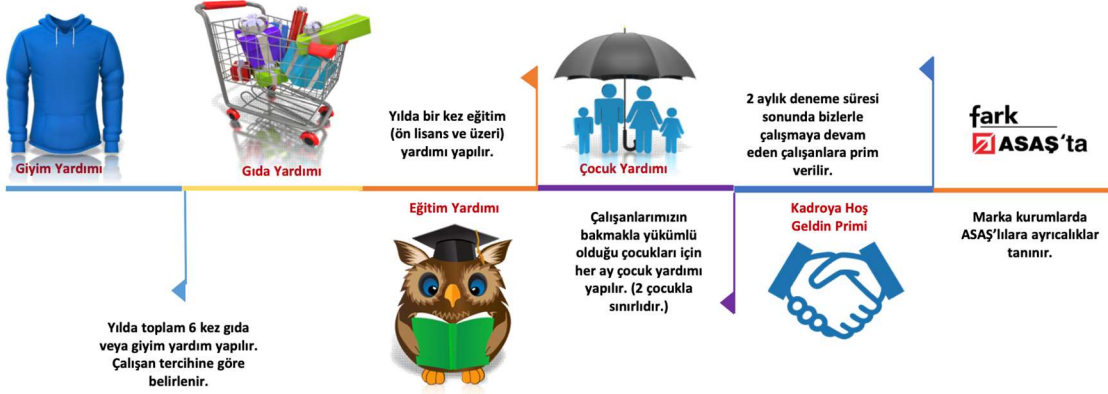 Giyim Yardımı
Gıda Yardımı
Yılda toplam 6 kez gıda
veya giyim yardım yapılır.
Çalışan tercihine göre
belirlenir.
Yılda bir kez eğitim
(ön lisans ve üzeri)
yardımı yapılır.
Eğitim Yardımı
Çocuk Yardımı
Çalışanlarımızın
bakmakla yükümlü
olduğu çocukları için
her ay çocuk yardımı
yapılır. (2 çocukla
sınırlıdır.)
2 aylık deneme süresi
sonunda bizlerle
çalışmaya devam
eden çalışanlara prim
verilir.
Kadroya Hoş
Geldin Primi
fark
ASAŞ'ta
Marka kurumlarda
ASAŞ'lılara ayrıcalıklar
tanınır.